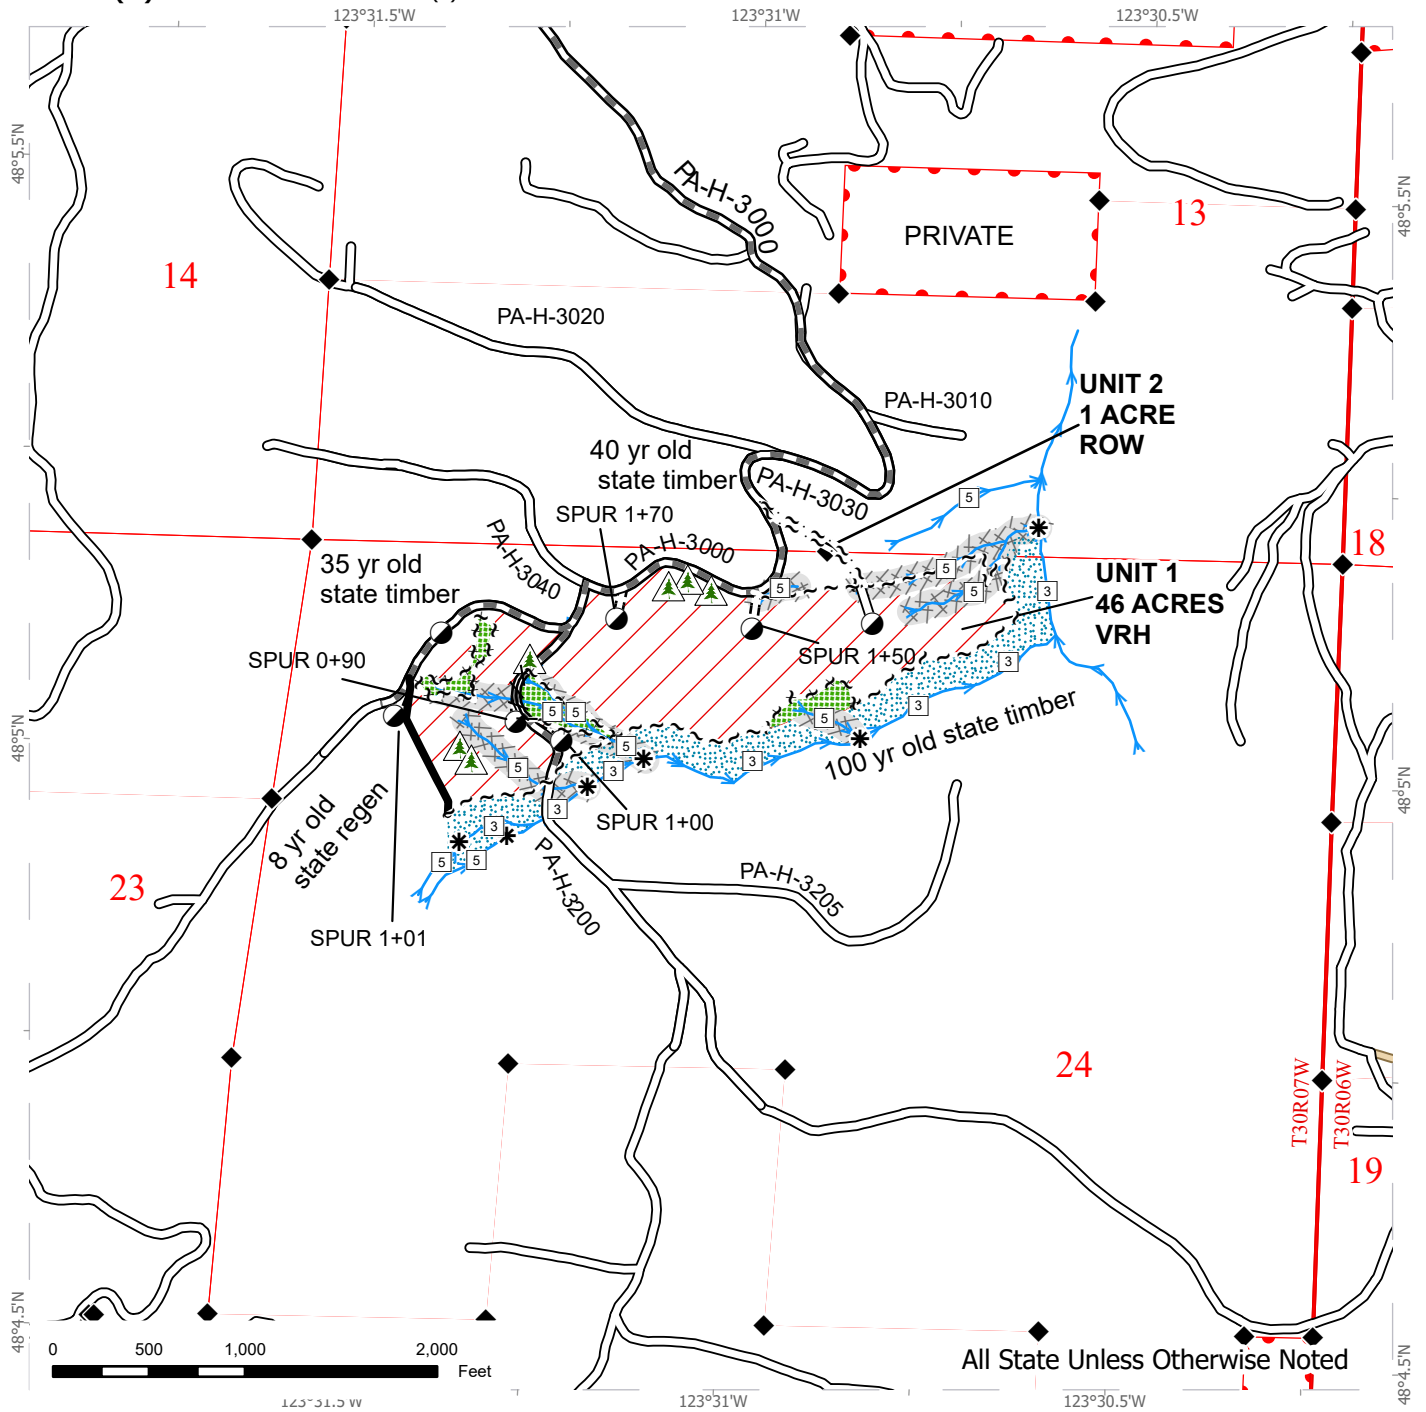 123°31.5'W
123°31'W
123°30.5'W
48°5.5'N
48°5.5'N
PA-H-3000
13
PRIVATE
14
PA-H-3020
UNIT 2
1 ACRE
ROW
PA-H-3010
40 yr old
state timber
PA-H-3030
5
SPUR 1+70
PA-H-3000
PA-H-3040
18
35 yr old
state timber
5
5
5
3
UNIT 1
46 ACRES
VRH
SPUR 0+90
SPUR 1+50
3
5
5
3
5
5
3
3
5
100 yr old state timber
48°5'N
48°5'N
3
3
5
5
SPUR 1+00
8 yr old
state regen
23
PA-H-3200
PA-H-3205
SPUR 1+01
24
T30R07W
T30R06W
19
48°4.5'N
48°4.5'N
0 500 1,000 2,000
Feet
All State Unless Otherwise Noted
123°31.5'W
123°31'W
123°30.5'W